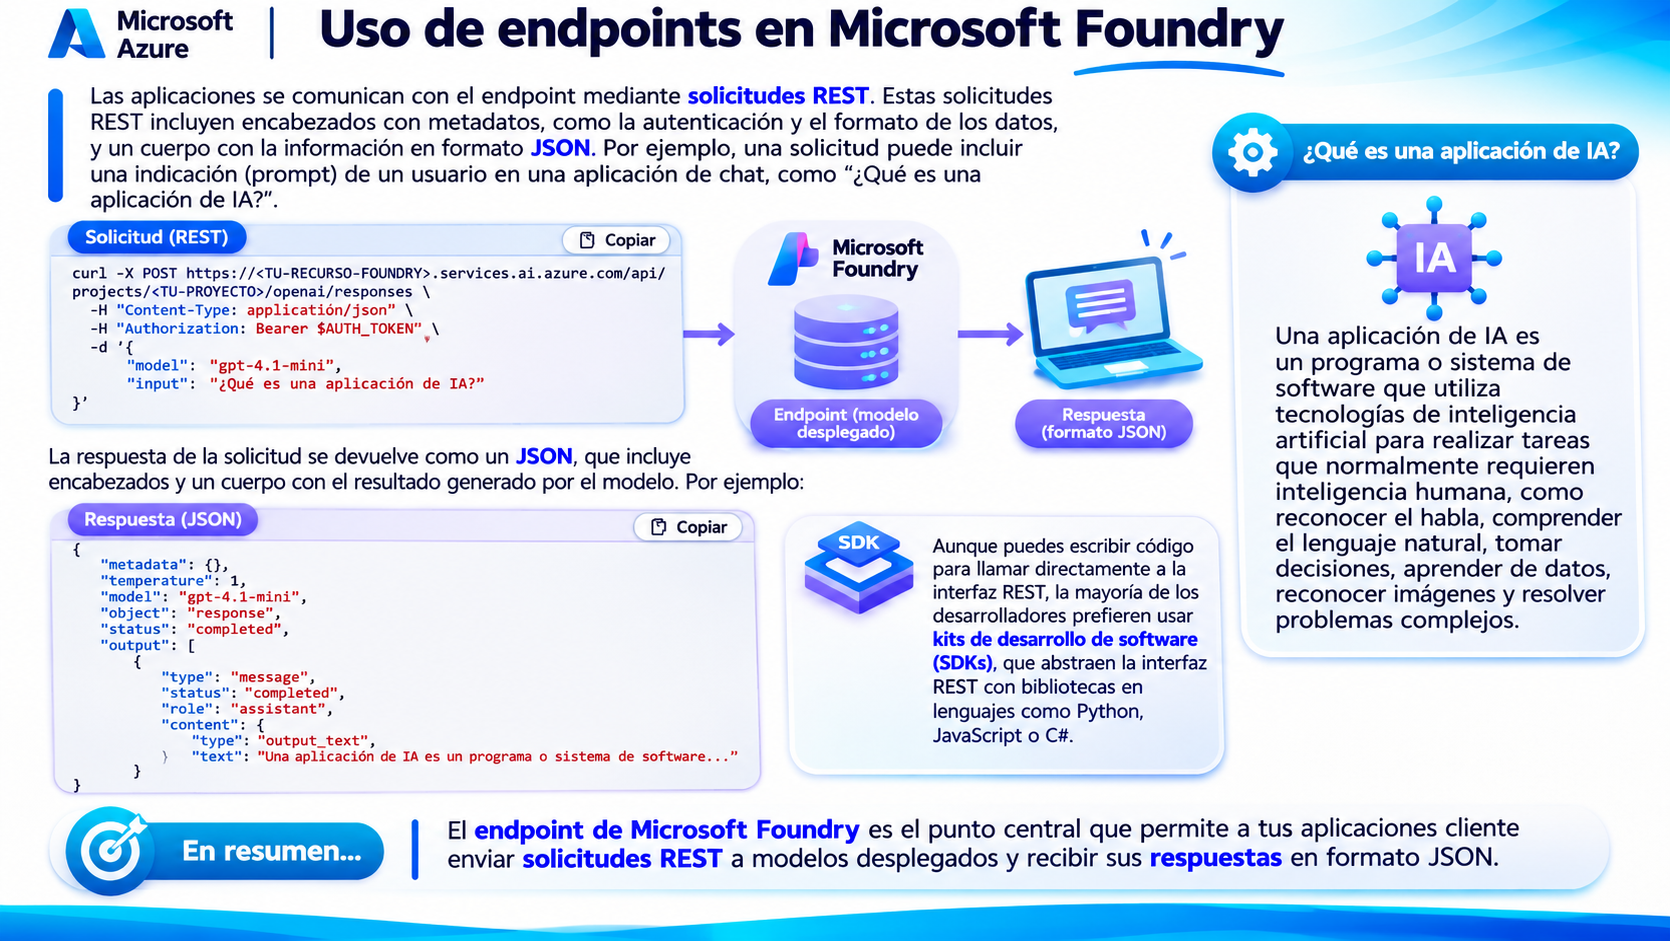 Microsoft
Azure
Uso de endpoints en Microsoft Foundry
Las aplicaciones se comunican con el endpoint mediante solicitudes REST. Estas solicitudes
REST incluyen encabezados con metadatos, como la autenticación y el formato de los datos,
y un cuerpo con la información en formato JSON. Por ejemplo, una solicitud puede incluir
una indicación (prompt) de un usuario en una aplicación de chat, como “¿Qué es una
aplicación de IA?”.
Solicitud (REST)
Copiar
curl -X POST https://<TU-RECURSO-FOUNDRY>.services.ai.azure.com/api/
projects/<TU-PROYECTO>/openai/responses \
-H "Content-Type: applicatión/json” \
-H "Authorization: Bearer $AUTH_TOKEN” \
-d ‘{
"model": "gpt-4.1-mini”,
"input": "¿Qué es una aplicación de IA?”
}’
Microsoft
Foundry
Endpoint (modelo
desplegado)
Respuesta
(formato JSON)
La respuesta de la solicitud se devuelve como un JSON, que incluye
encabezados y un cuerpo con el resultado generado por el modelo. Por ejemplo:
Respuesta (JSON)
Copiar
{
"metadata": {},
"temperature": 1,
"model": "gpt-4.1-mini”,
"object": "response”,
"status": "completed”,
"output": [
{
"type": "message”,
"status": "completed”,
"role": "assistant”,
"content": {
"type": "output_text”,
} "text": "Una aplicación de IA es un programa o sistema de software...”
}
}
SDK
Aunque puedes escribir código
para llamar directamente a la
interfaz REST, la mayoría de los
desarrolladores prefieren usar
kits de desarrollo de software
(SDKs), que abstraen la interfaz
REST con bibliotecas en
lenguajes como Python,
JavaScript o C#.
¿Qué es una aplicación de IA?
IA
Una aplicación de IA es
un programa o sistema de
software que utiliza
tecnologías de inteligencia
artificial para realizar tareas
que normalmente requieren
inteligencia humana, como
reconocer el habla, comprender
el lenguaje natural, tomar
decisiones, aprender de datos,
reconocer imágenes y resolver
problemas complejos.
En resumen...
El endpoint de Microsoft Foundry es el punto central que permite a tus aplicaciones cliente
enviar solicitudes REST a modelos desplegados y recibir sus respuestas en formato JSON.